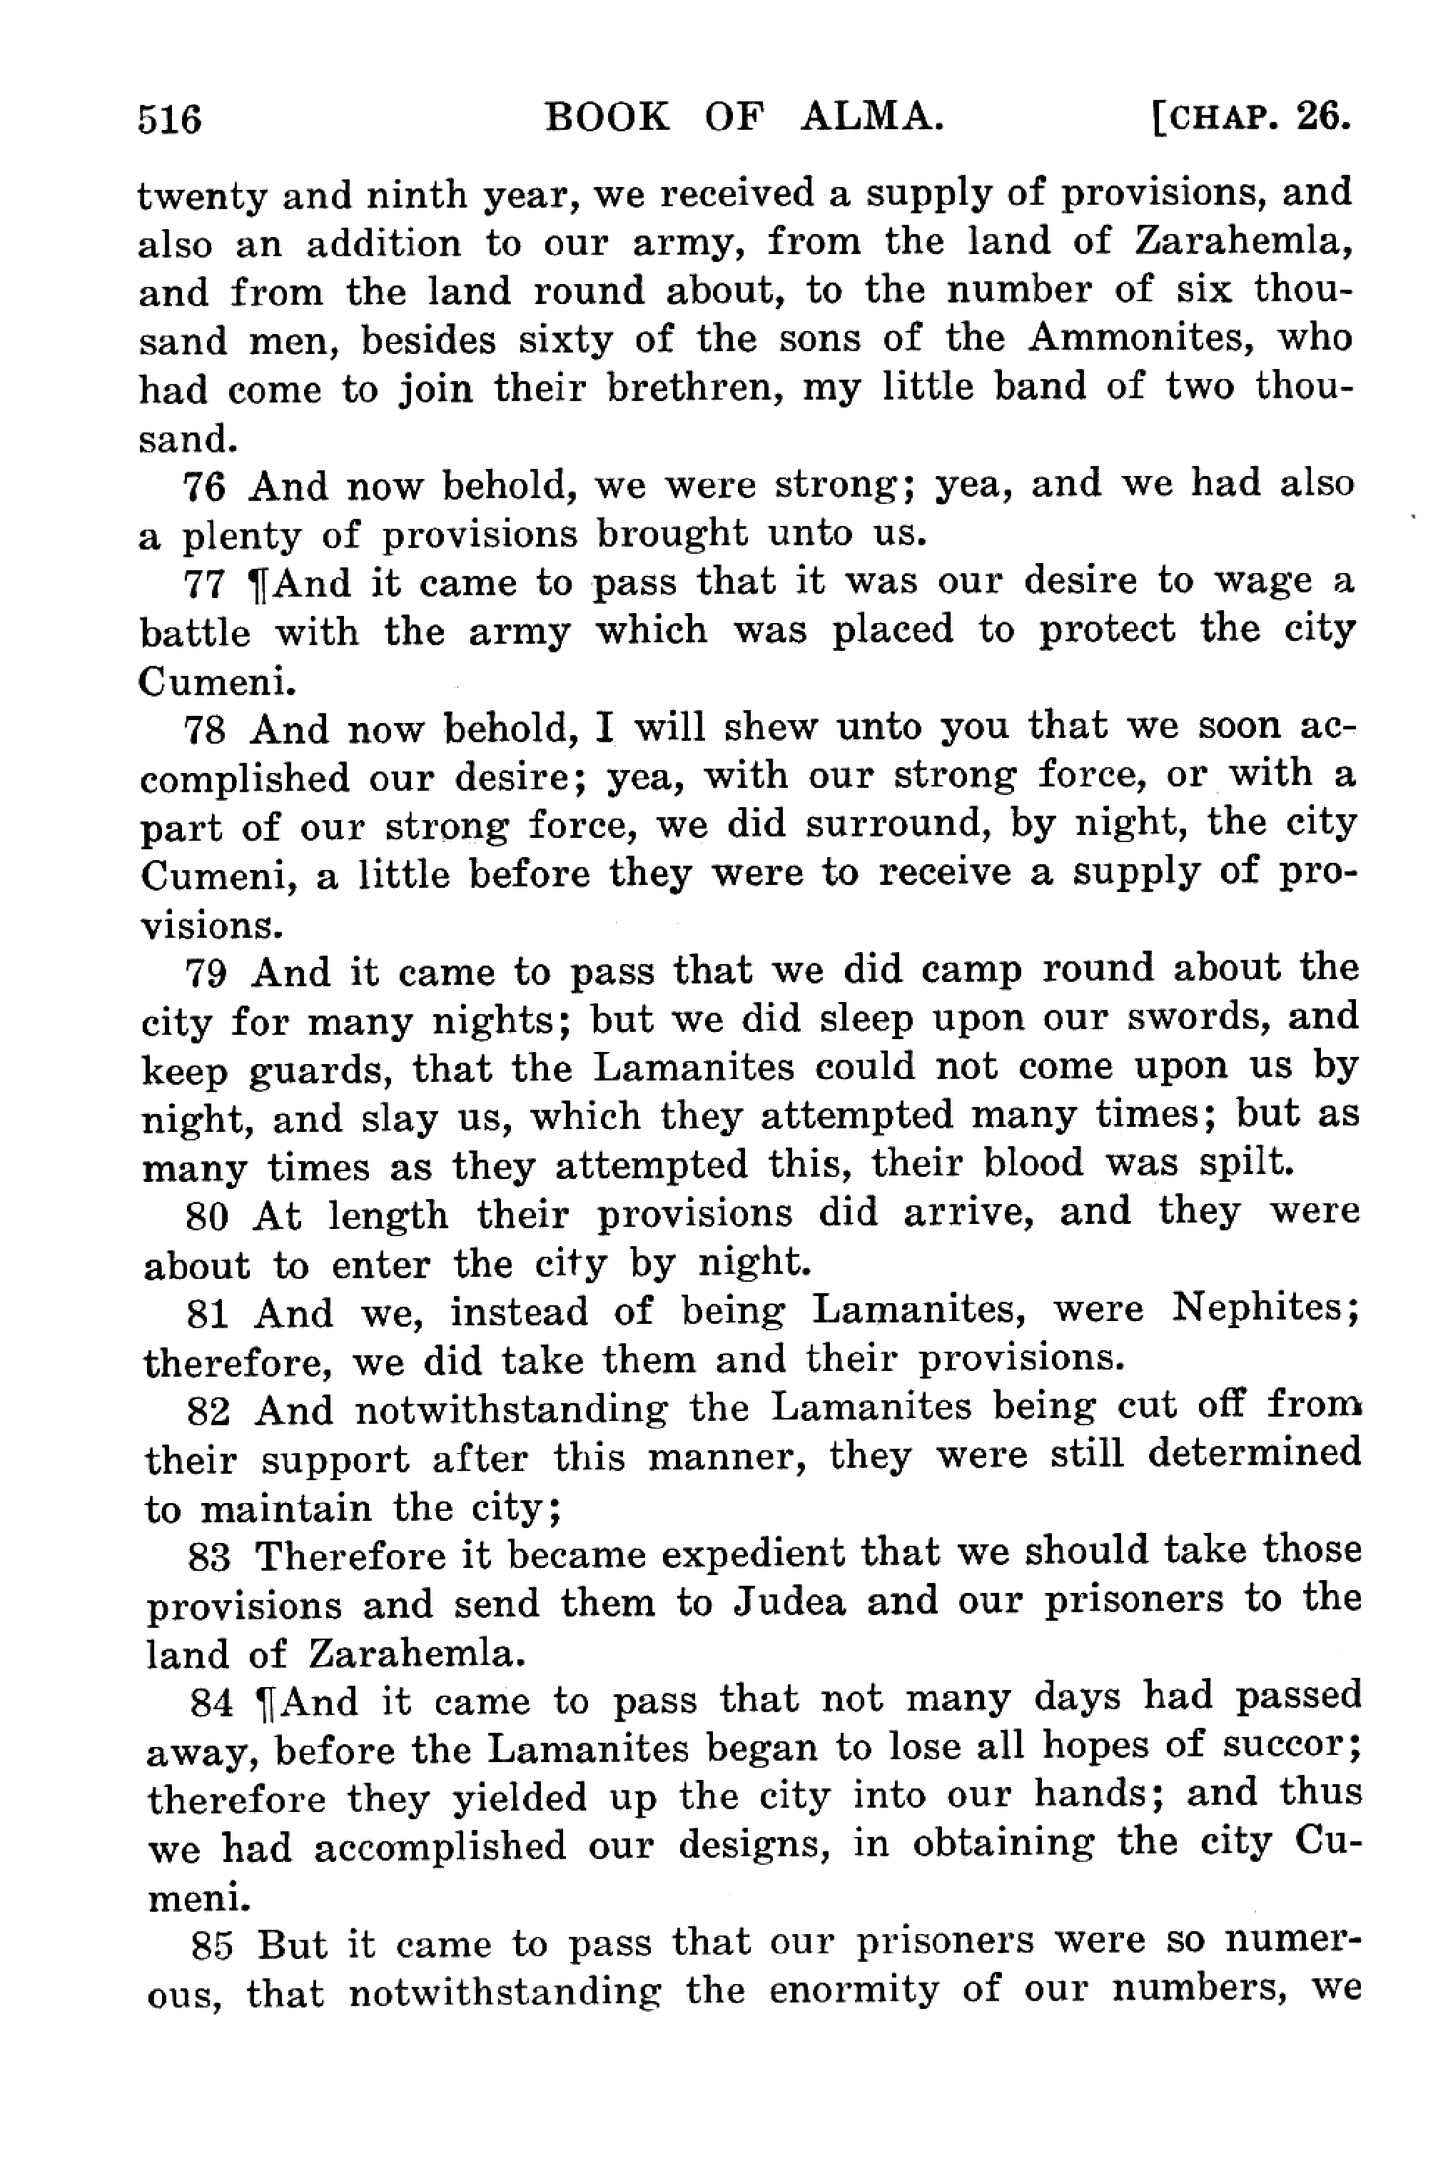 516 BOOK OF ALMA. [CHAP. 26.
twenty and ninth year, we received a supply of provisions, and
also an addition to our army, from the land of Zarahemla,
and from the land round about, to the number of six thou-
sand men, besides sixty of the sons of the Ammonites, who
had come to join their brethren, my little band of two thou-
sand.
76 And now behold, we were strong; yea, and we had also
a plenty of provisions brought unto us.
77 ¶And it came to pass that it was our desire to wage a
battle with the army which was placed to protect the city
Cumeni.
78 And now behold, I will shew unto you that we soon ac-
complished our desire; yea, with our strong force, or with a
part of our strong force, we did surround, by night, the city
Cumeni, a little before they were to receive a supply of pro-
visions.
79 And it came to pass that we did camp round about the
city for many nights; but we did sleep upon our swords, and
keep guards, that the Lamanites could not come upon us by
night, and slay us, which they attempted many times; but as
many times as they attempted this, their blood was spilt.
80 At length their provisions did arrive, and they were
about to enter the city by night.
81 And we, instead of being Lamanites, were Nephites;
therefore, we did take them and their provisions.
82 And notwithstanding the Lamanites being cut off from
their support after this manner, they were still determined
to maintain the city;
83 Therefore it became expedient that we should take those
provisions and send them to Judea and our prisoners to the
land of Zarahemla.
84 ¶And it came to pass that not many days had passed
away, before the Lamanites began to lose all hopes of succor;
therefore they yielded up the city into our hands; and thus
we had accomplished our designs, in obtaining the city Cu-
meni.
85 But it came to pass that our prisoners were so numer-
ous, that notwithstanding the enormity of our numbers, we